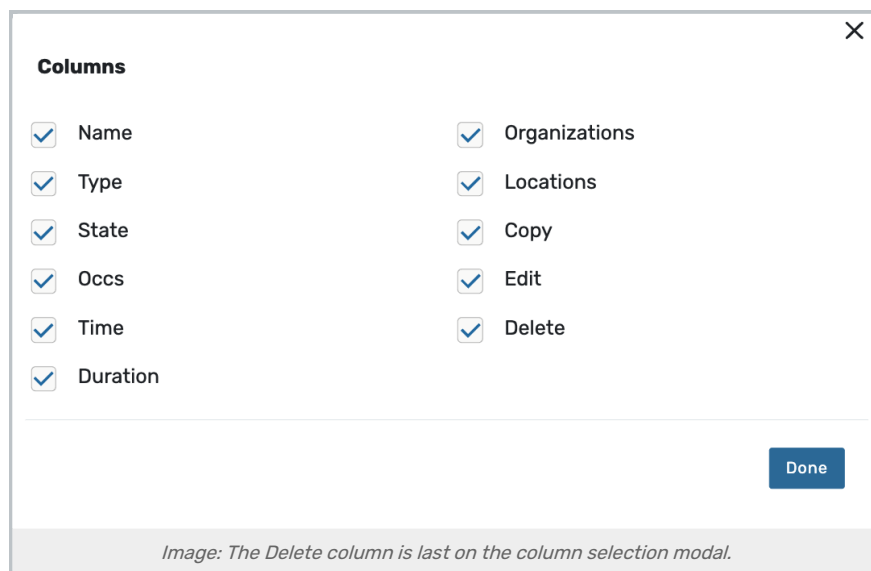 Columns
Name
Type
State
Occs
Time
Duration
Organizations
Locations
Copy
Edit
Delete
Done
Image: The Delete column is last on the column selection modal.